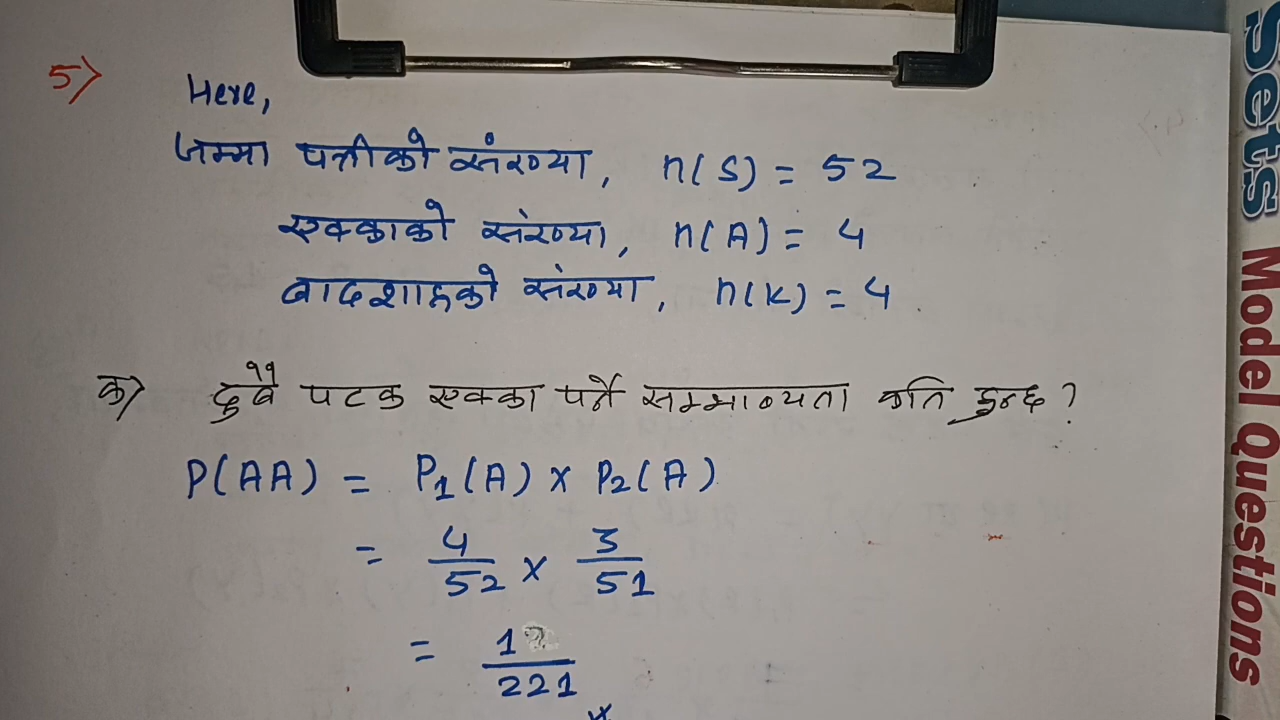 5)
Here,
जम्मा पत्तीको संख्या, n(S) = 52
एक्काको संख्या, n(A) = 4
बादशाहको संख्या, n(K) = 4
क) दुवै पटक एक्का पर्ने सम्भाव्यता कति हुन्छ ?
P(AA) = P₁(A) × P₂(A)
= 4/52 × 3/51
= 1/221
Sets Model Questions